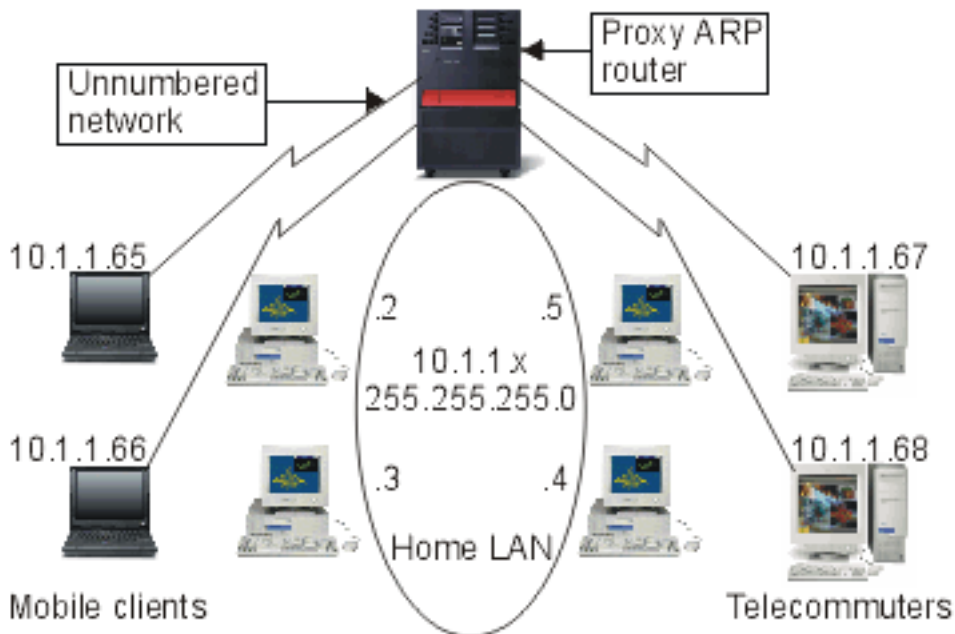 Proxy ARP
router
Unnumbered
network
10.1.1.65
10.1.1.67
.2
.5
10.1.1.x
255.255.255.0
10.1.1.66
10.1.1.68
.3
.4
Home LAN
Mobile clients
Telecommuters